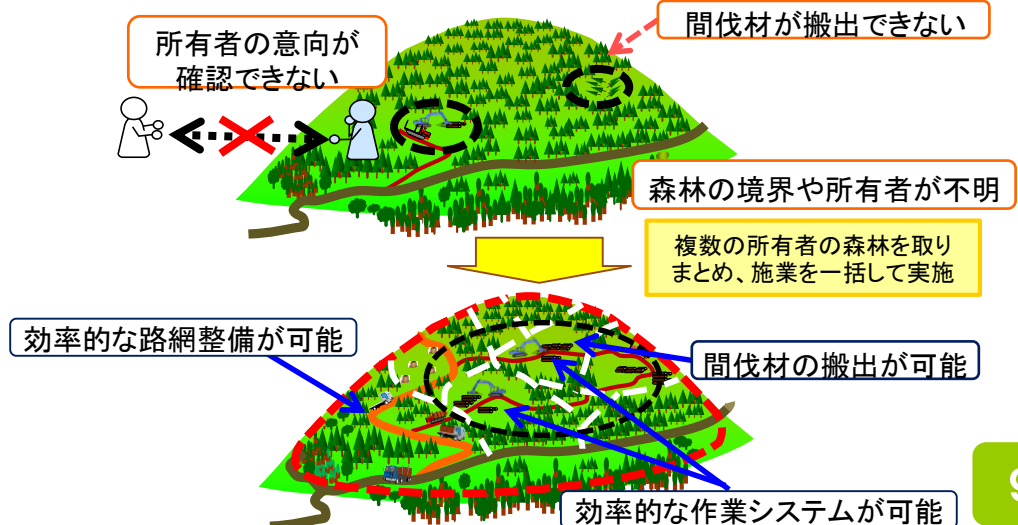 間伐材が搬出できない
所有者の意向が
確認できない
森林の境界や所有者が不明
複数の所有者の森林を取り
まとめ、施業を一括して実施
効率的な路網整備が可能
間伐材の搬出が可能
効率的な作業システムが可能
9